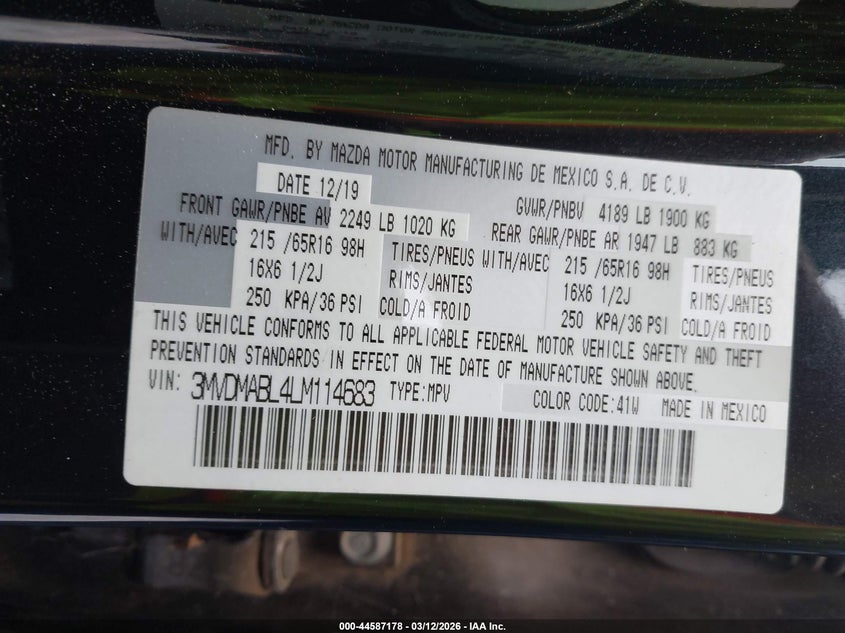 MFD. BY MAZDA MOTOR MANUFACTURING DE MEXICO S.A. DE C.V.
DATE 12/19
GVWR/PNBV 4189 LB 1900 KG
FRONT GAWR/PNBE AV 2249 LB 1020 KG
REAR GAWR/PNBE AR 1947 LB 883 KG
WITH/AVEC 215 /65R16 98H TIRES/PNEUS WITH/AVEC 215 /65R16 98H TIRES/PNEUS
16X6 1/2J RIMS/JANTES 16X6 1/2J RIMS/JANTES
250 KPA/36 PSI COLD/A FROID 250 KPA/36 PSI COLD/A FROID
THIS VEHICLE CONFORMS TO ALL APPLICABLE FEDERAL MOTOR VEHICLE SAFETY AND THEFT
PREVENTION STANDARDS IN EFFECT ON THE DATE OF MANUFACTURE SHOWN ABOVE.
VIN: 3MVDMABL4LM114683 TYPE:MPV
COLOR CODE:41W MADE IN MEXICO
000-44587178 - 03/12/2026 - IAA Inc.